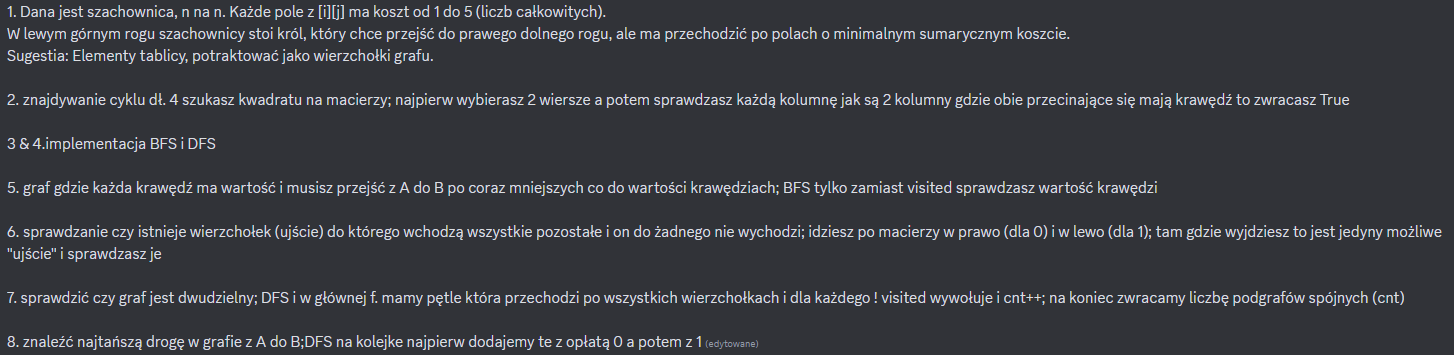 1. Dana jest szachownica, n na n. Każde pole z [i][j] ma koszt od 1 do 5 (liczb całkowitych).
W lewym górnym rogu szachownicy stoi król, który chce przejść do prawego dolnego rogu, ale ma przechodzić po polach o minimalnym sumarycznym koszcie.
Sugestia: Elementy tablicy, potraktować jako wierzchołki grafu.
2. znajdywanie cyklu dł. 4 szukasz kwadratu na macierzy; najpierw wybierasz 2 wiersze a potem sprawdzasz każdą kolumnę jak są 2 kolumny gdzie obie przecinające się mają krawędź to zwracasz True
3 & 4.implementacja BFS i DFS
5. graf gdzie każda krawędź ma wartość i musisz przejść z A do B po coraz mniejszych co do wartości krawędziach; BFS tylko zamiast visited sprawdzasz wartość krawędzi
6. sprawdzanie czy istnieje wierzchołek (ujście) do którego wchodzą wszystkie pozostałe i on do żadnego nie wychodzi; idziesz po macierzy w prawo (dla 0) i w lewo (dla 1); tam gdzie wyjdziesz to jest jedyny możliwe
"ujście" i sprawdzasz je
7. sprawdzić czy graf jest dwudzielny; DFS i w głównej f. mamy pętle która przechodzi po wszystkich wierzchołkach i dla każdego ! visited wywołuje i cnt++; na koniec zwracamy liczbę podgrafów spójnych (cnt)
8. znaleźć najtańszą drogę w grafie z A do B;DFS na kolejke najpierw dodajemy te z opłatą 0 a potem z 1 (edytowane)